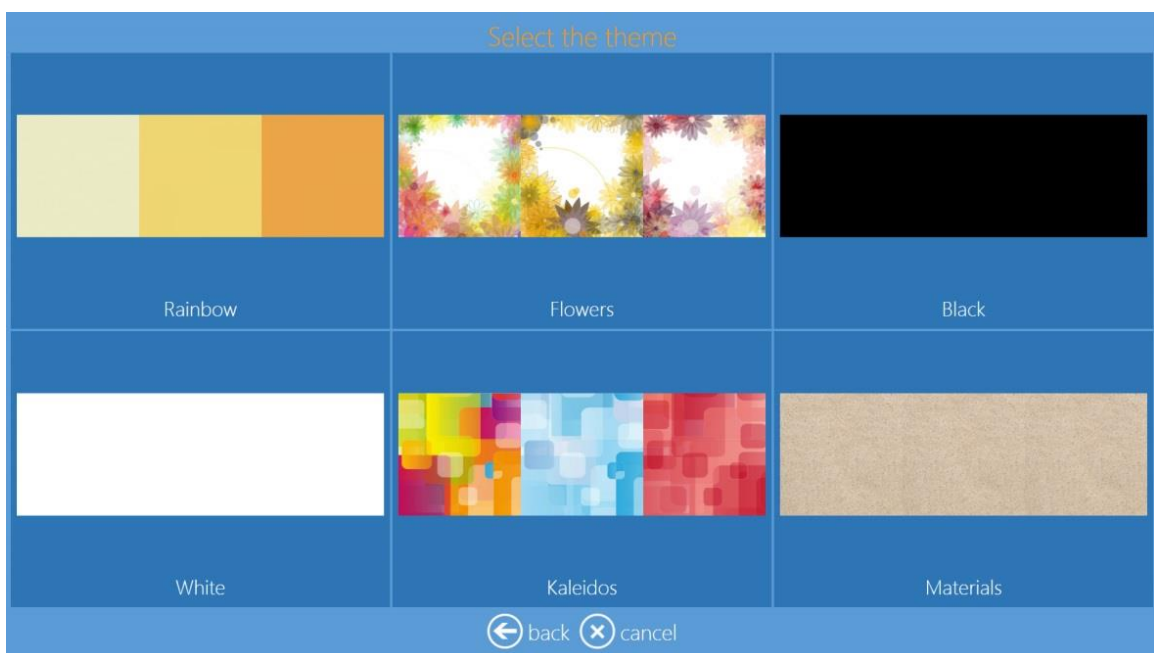 Select the theme
Rainbow
Flowers
Black
White
Kaleidos
Materials
back cancel